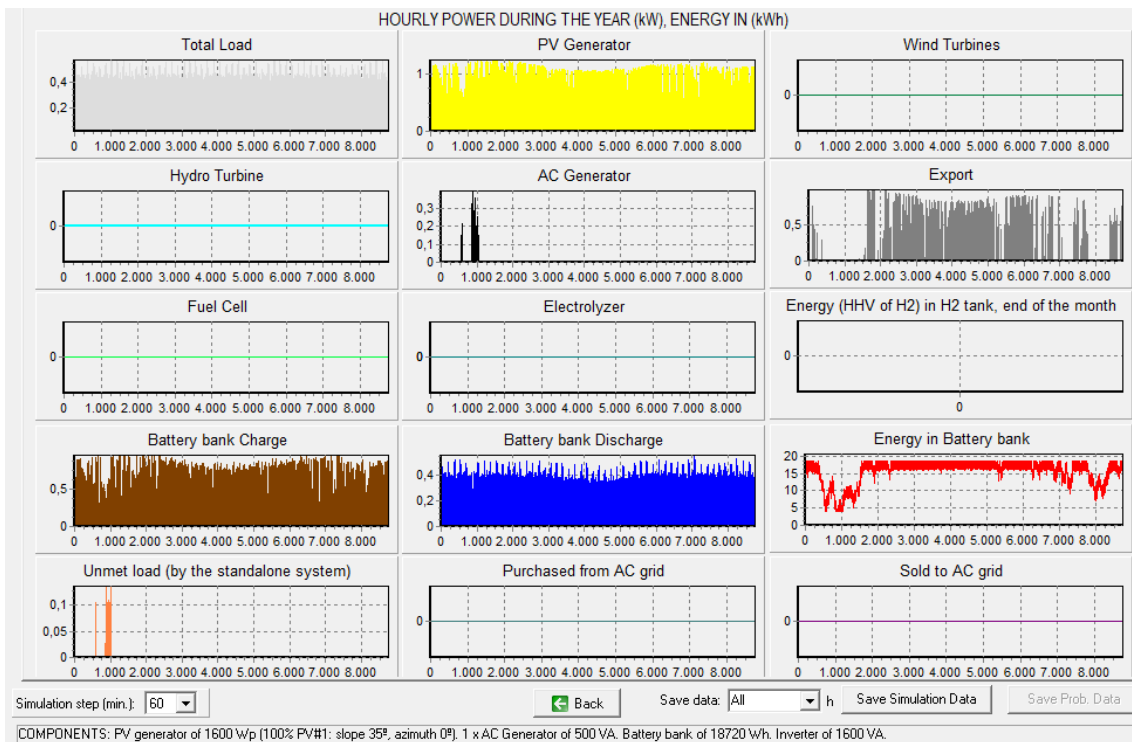 HOURLY POWER DURING THE YEAR (kW), ENERGY IN (kWh)
Total Load
0,4
0,2
0 1.000 2.000 3.000 4.000 5.000 6.000 7.000 8.000
PV Generator
1
0
0 1.000 2.000 3.000 4.000 5.000 6.000 7.000 8.000
Wind Turbines
0
0 1.000 2.000 3.000 4.000 5.000 6.000 7.000 8.000
Hydro Turbine
0
0 1.000 2.000 3.000 4.000 5.000 6.000 7.000 8.000
AC Generator
0,3
0,2
0,1
0
0 1.000 2.000 3.000 4.000 5.000 6.000 7.000 8.000
Export
0,5
0
0 1.000 2.000 3.000 4.000 5.000 6.000 7.000 8.000
Fuel Cell
0
0 1.000 2.000 3.000 4.000 5.000 6.000 7.000 8.000
Electrolyzer
0
0 1.000 2.000 3.000 4.000 5.000 6.000 7.000 8.000
Energy (HHV of H2) in H2 tank, end of the month
0
0
Battery bank Charge
0,5
0
0 1.000 2.000 3.000 4.000 5.000 6.000 7.000 8.000
Battery bank Discharge
0,4
0,2
0
0 1.000 2.000 3.000 4.000 5.000 6.000 7.000 8.000
Energy in Battery bank
20
15
10
5
0
0 1.000 2.000 3.000 4.000 5.000 6.000 7.000 8.000
Unmet load (by the standalone system)
0,1
0,05
0
0 1.000 2.000 3.000 4.000 5.000 6.000 7.000 8.000
Purchased from AC grid
0
0 1.000 2.000 3.000 4.000 5.000 6.000 7.000 8.000
Sold to AC grid
0
0 1.000 2.000 3.000 4.000 5.000 6.000 7.000 8.000
Simulation step (min.): 60
Back
Save data: All h
Save Simulation Data
Save Prob. Data
COMPONENTS: PV generator of 1600 Wp (100% PV#1: slope 35º, azimuth 0º). 1 x AC Generator of 500 VA. Battery bank of 18720 Wh. Inverter of 1600 VA.